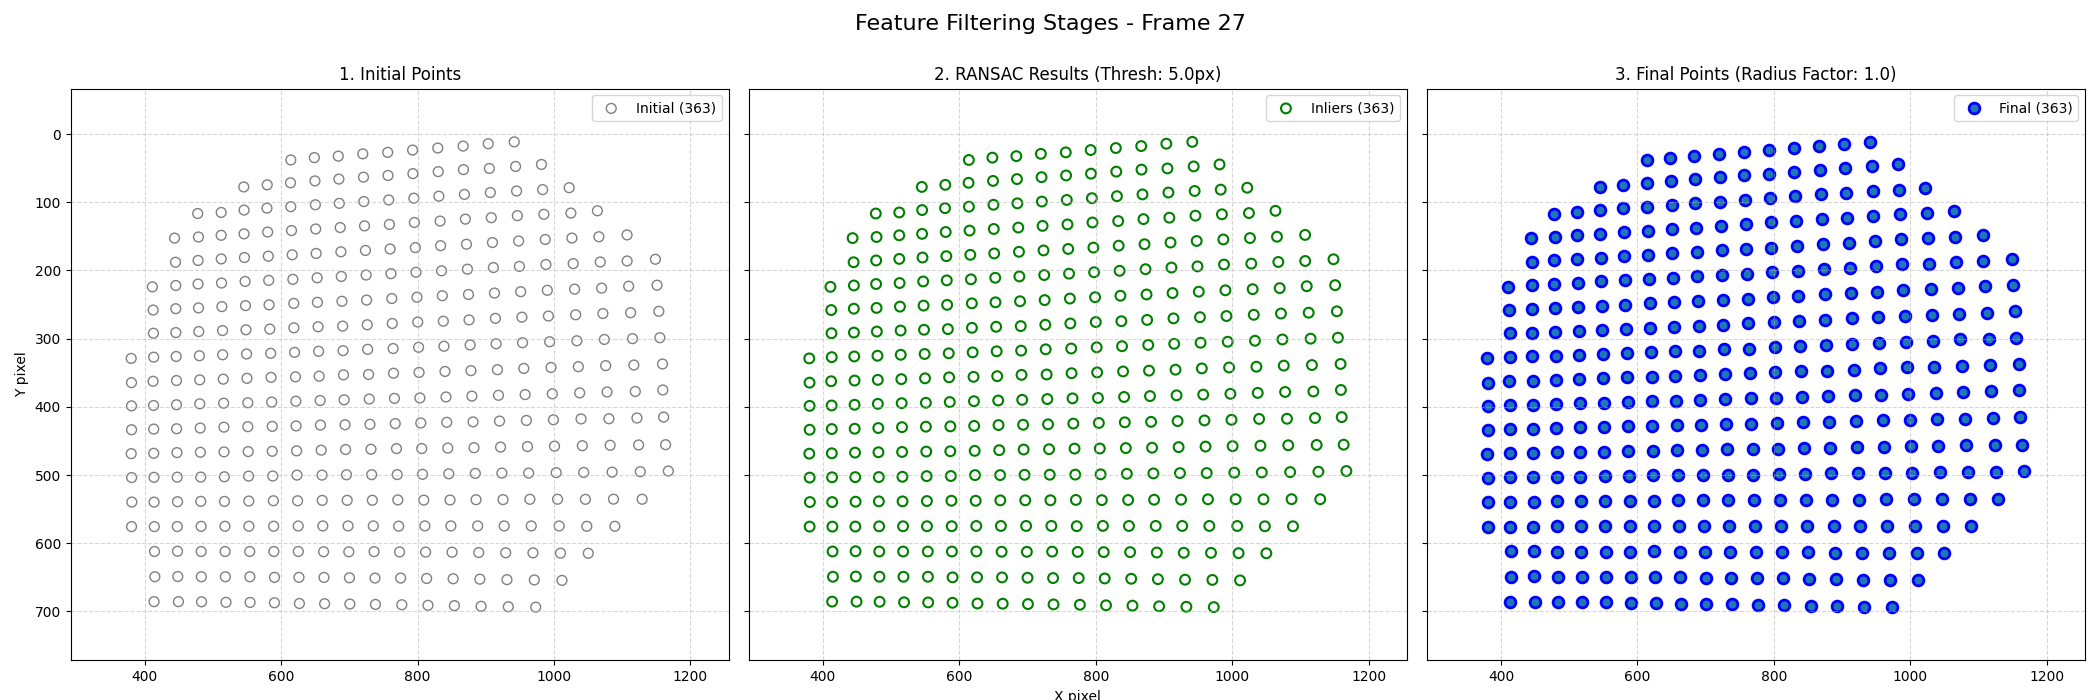 Feature Filtering Stages - Frame 27
1. Initial Points
Initial (363)
0
100
200
300
400
500
600
700
Y pixel
400 600 800 1000 1200
2. RANSAC Results (Thresh: 5.0px)
Inliers (363)
400 600 800 1000 1200
X pixel
3. Final Points (Radius Factor: 1.0)
Final (363)
400 600 800 1000 1200